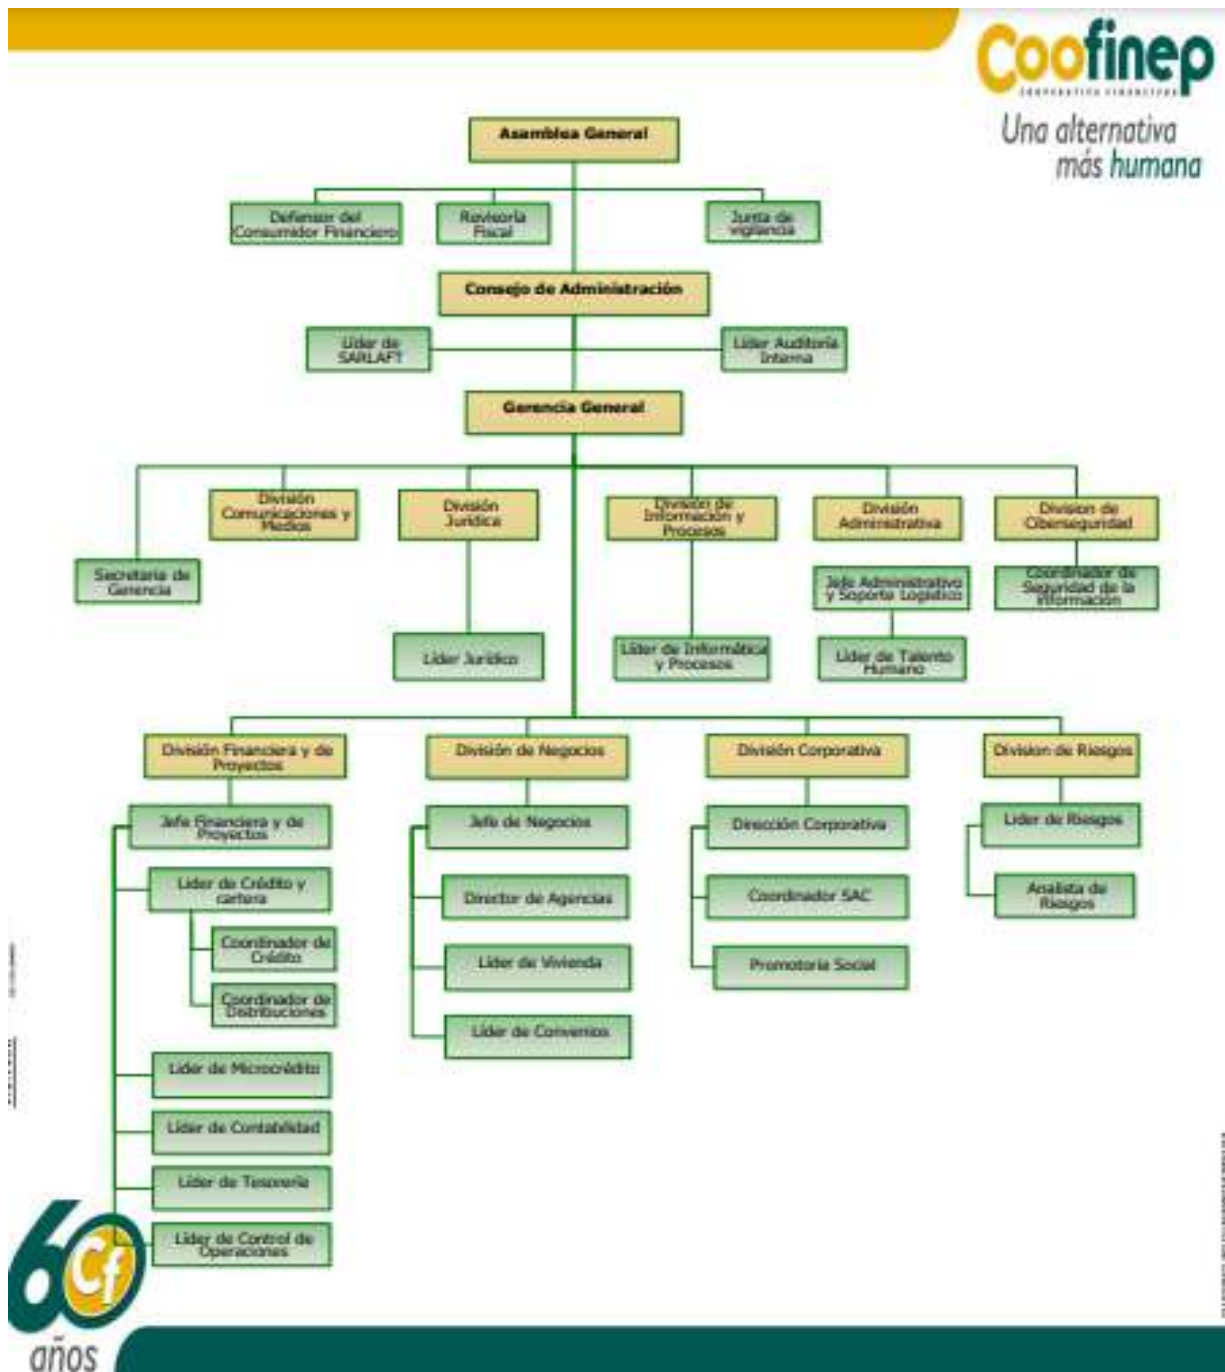 Coofinep
COOPERATIVA FINANCIERA
Una alternativa
más humana
Asamblea General
Defensor del
Consumidor Financiero
Revisoría
Fiscal
Junta de
vigilancia
Consejo de Administración
Líder de
SARLAFT
Líder Auditoría
Interna
Gerencia General
División
Comunicaciones y
Medios
División
Jurídica
División de
Información y
Procesos
División
Administrativa
Division de
Ciberseguridad
Secretaria de
Gerencia
Jefe Administrativo
y Soporte Logístico
Coordinador de
Seguridad de la
Información
Líder Jurídico
Líder de Informática
y Procesos
Líder de Talento
Humano
División Financiera y de
Proyectos
División de Negocios
División Corporativa
Division de Riesgos
Jefe Financiera y de
Proyectos
Jefe de Negocios
Dirección Corporativa
Líder de Riesgos
Líder de Crédito y
cartera
Director de Agencias
Coordinador SAC
Analista de
Riesgos
Coordinador de
Crédito
Líder de Vivienda
Promotoria Social
Coordinador de
Distribuciones
Líder de Convenios
Líder de Microcrédito
Líder de Contabilidad
Líder de Tesorería
Líder de Control de
Operaciones
60
Cf
años